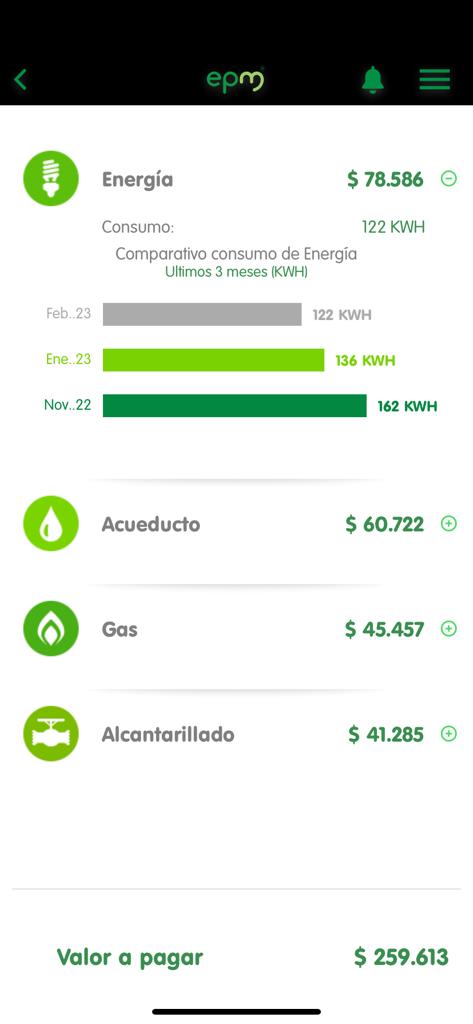 epm
Energía $ 78.586
Consumo: 122 KWH
Comparativo consumo de Energía
Ultimos 3 meses (KWH)
Feb..23 122 KWH
Ene..23 136 KWH
Nov..22 162 KWH
Acueducto $ 60.722
Gas $ 45.457
Alcantarillado $ 41.285
Valor a pagar $ 259.613